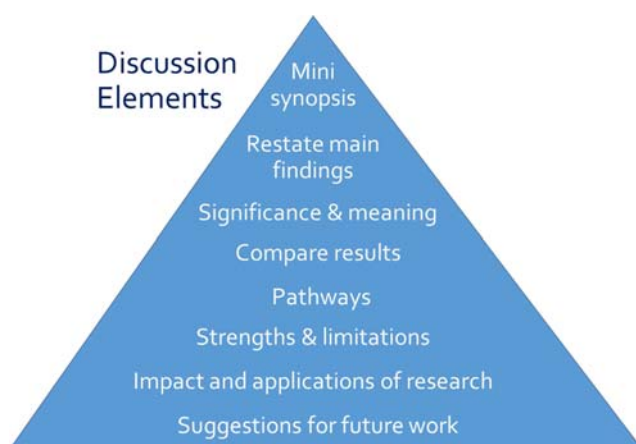 Discussion
Elements
Mini
synopsis
Restate main
findings
Significance & meaning
Compare results
Pathways
Strengths & limitations
Impact and applications of research
Suggestions for future work